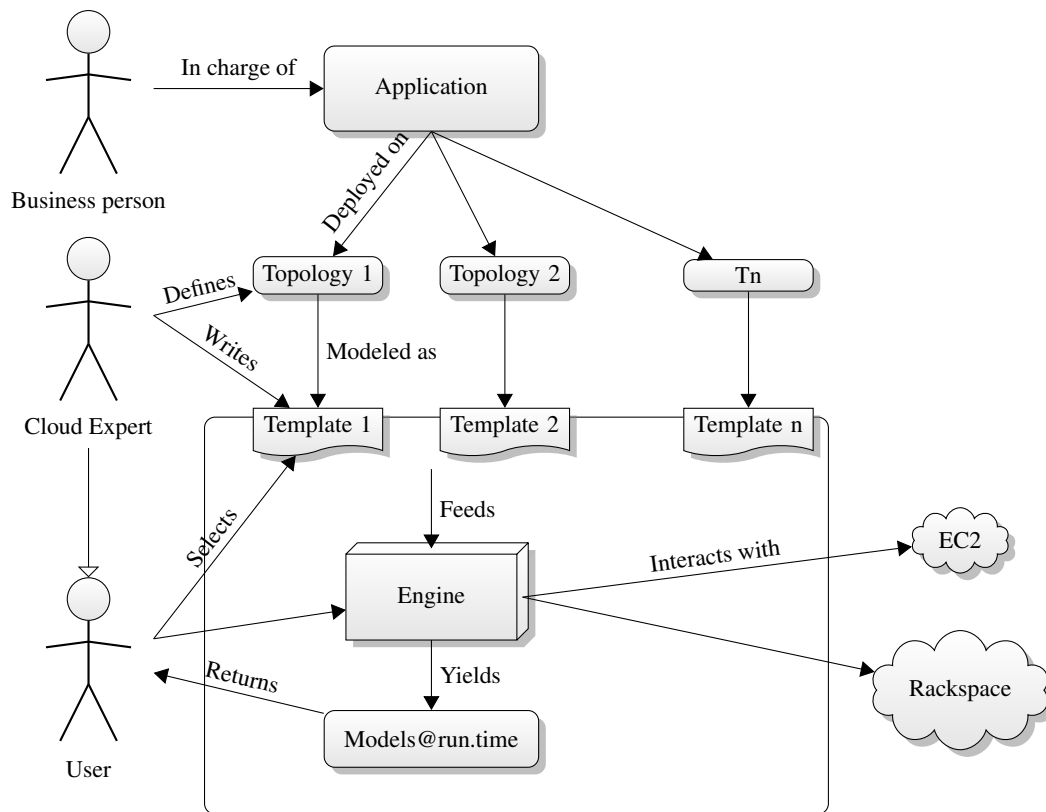 In charge of
Application
Business person
Deployed on
Topology 1
Topology 2
Tn
Defines
Writes
Modeled as
Cloud Expert
Template 1
Template 2
Template n
Selects
Feeds
Interacts with
EC2
Engine
Returns
Yields
Rackspace
Models@run.time
User